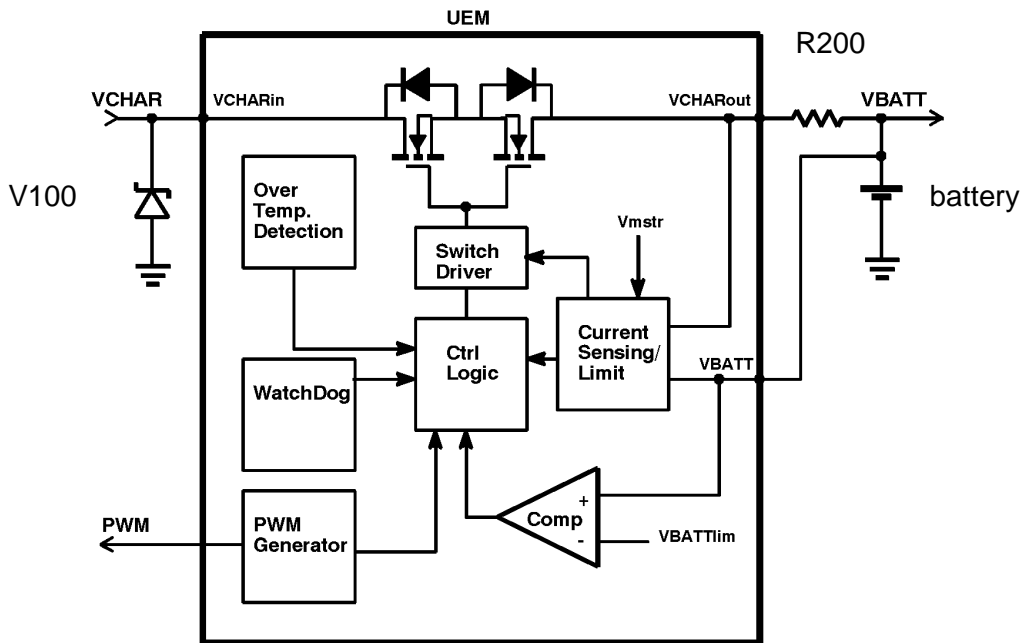 UEM
R200
VCHAR
VCHARin
VCHARout
VBATT
V100
Over
Temp.
Detection
battery
Vmstr
Switch
Driver
Current
Sensing/
Limit
Ctrl
Logic
VBATT
WatchDog
PWM
PWM
Generator
+
Comp
-
VBATTlim